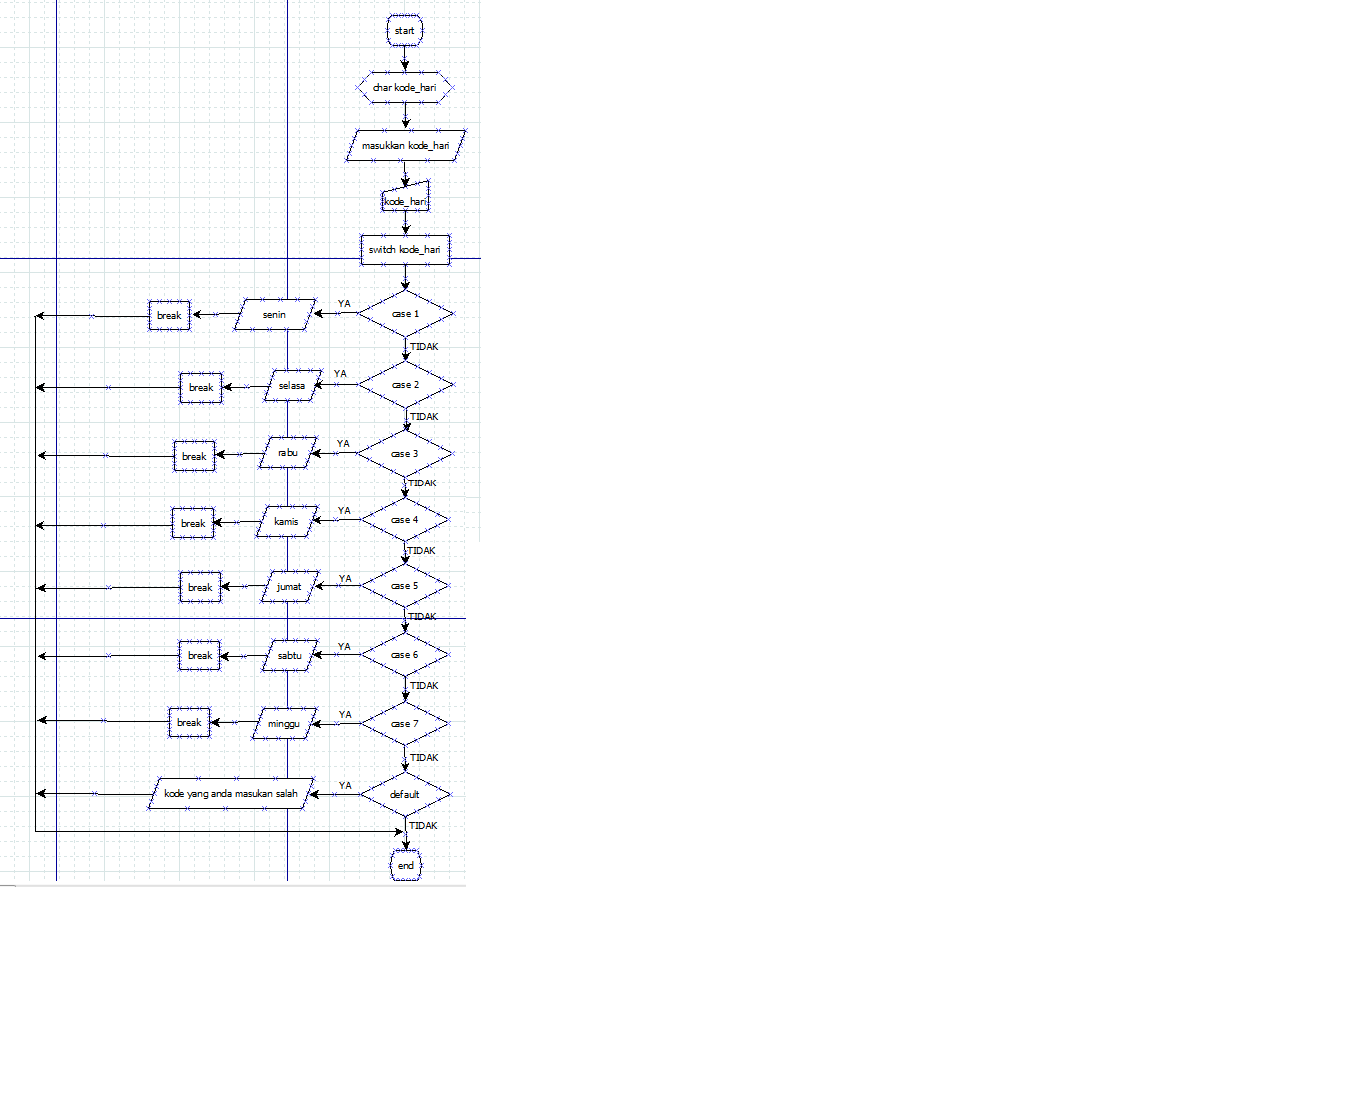 start
char kode_hari
masukkan kode_hari
kode_hari
switch kode_hari
break
senin
YA
case 1
TIDAK
break
selasa
YA
case 2
TIDAK
break
rabu
YA
case 3
TIDAK
break
kamis
YA
case 4
TIDAK
break
jumat
YA
case 5
TIDAK
break
sabtu
YA
case 6
TIDAK
break
minggu
YA
case 7
TIDAK
kode yang anda masukan salah
YA
default
TIDAK
end